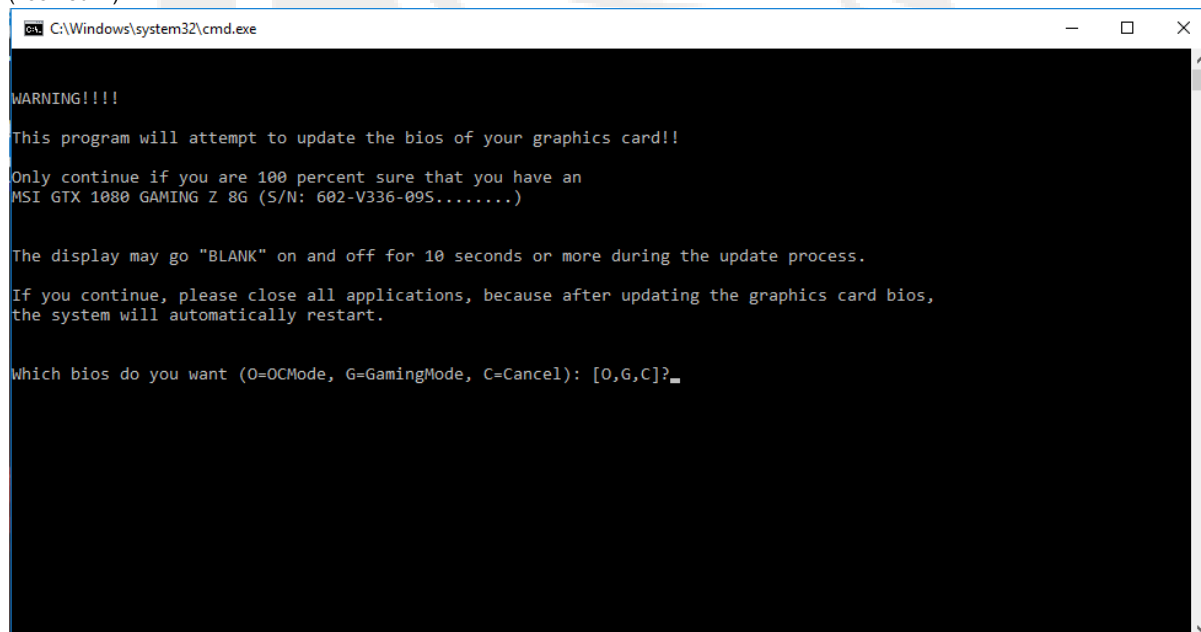 C:\Windows\system32\cmd.exe
WARNING!!!!
This program will attempt to update the bios of your graphics card!!
Only continue if you are 100 percent sure that you have an
MSI GTX 1080 GAMING Z 8G (S/N: 602-V336-09S........)
The display may go "BLANK" on and off for 10 seconds or more during the update process.
If you continue, please close all applications, because after updating the graphics card bios,
the system will automatically restart.
Which bios do you want (O=OCMode, G=GamingMode, C=Cancel): [O,G,C]?